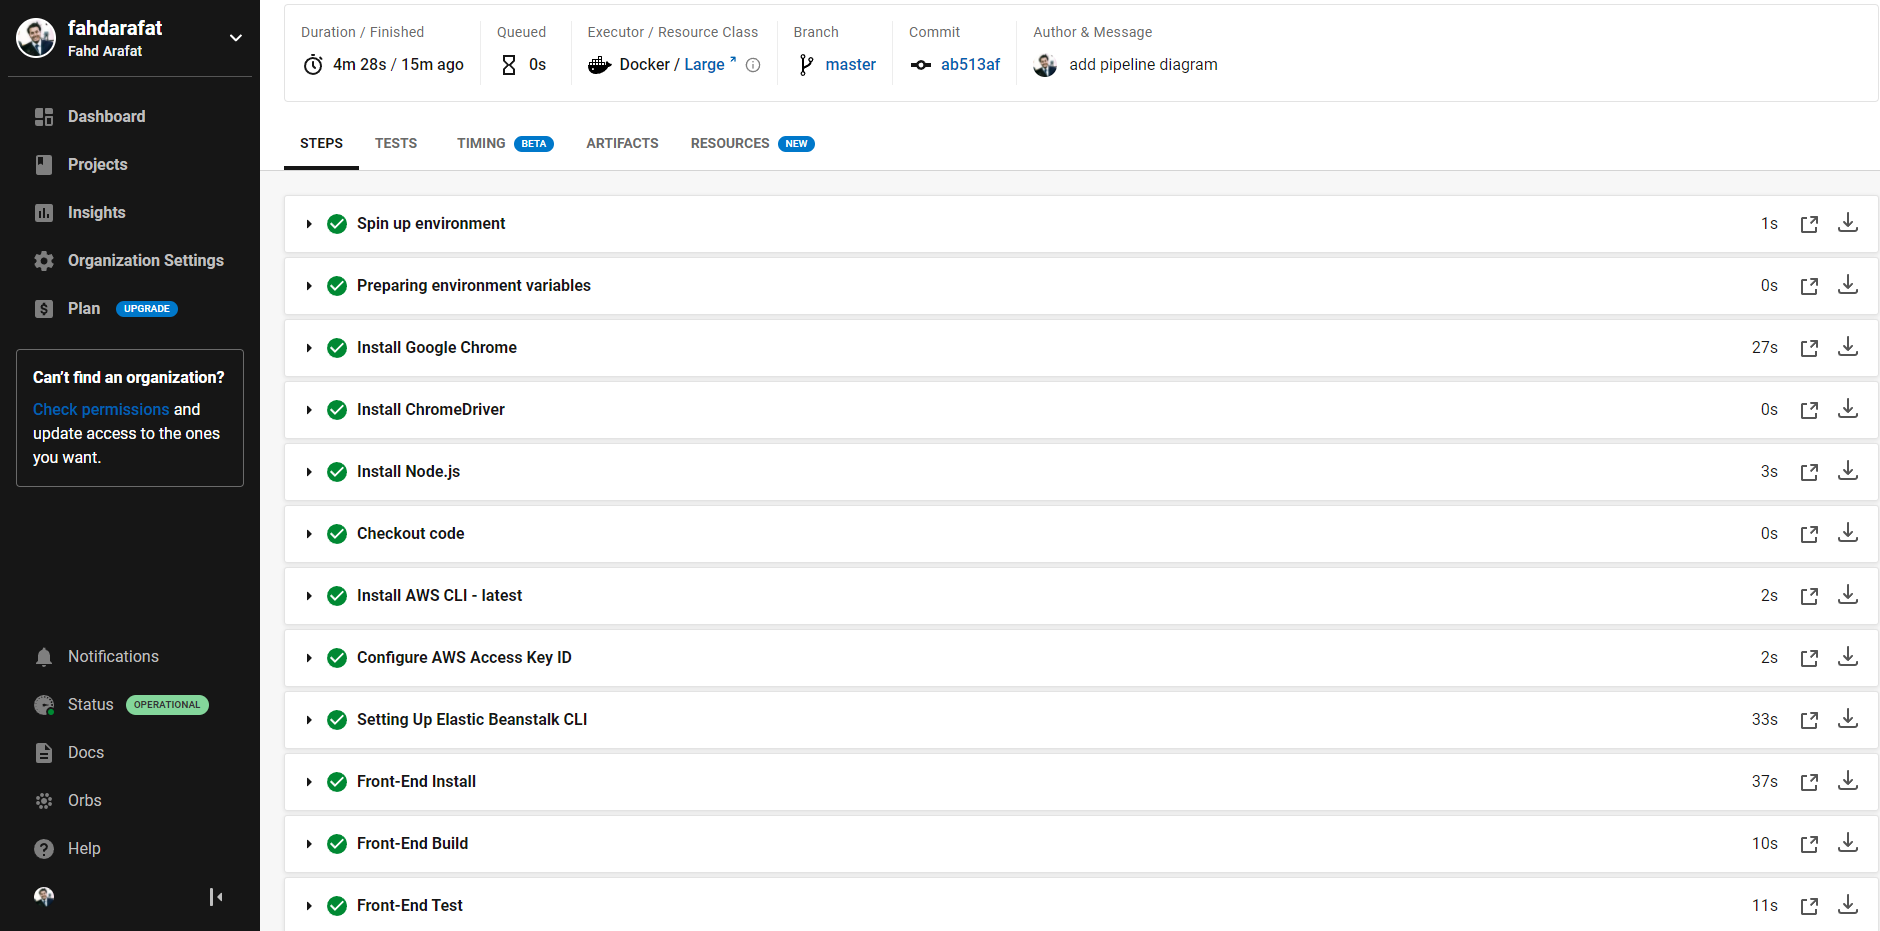 fahdarafat
Fahd Arafat
Dashboard
Projects
Insights
Organization Settings
Plan UPGRADE
Can't find an organization?
Check permissions and
update access to the ones
you want.
Notifications
Status OPERATIONAL
Docs
Orbs
Help
Duration / Finished
4m 28s / 15m ago
Queued
0s
Executor / Resource Class
Docker / Large
Branch
master
Commit
ab513af
Author & Message
add pipeline diagram
STEPS TESTS TIMING BETA ARTIFACTS RESOURCES NEW
Spin up environment 1s
Preparing environment variables 0s
Install Google Chrome 27s
Install ChromeDriver 0s
Install Node.js 3s
Checkout code 0s
Install AWS CLI - latest 2s
Configure AWS Access Key ID 2s
Setting Up Elastic Beanstalk CLI 33s
Front-End Install 37s
Front-End Build 10s
Front-End Test 11s